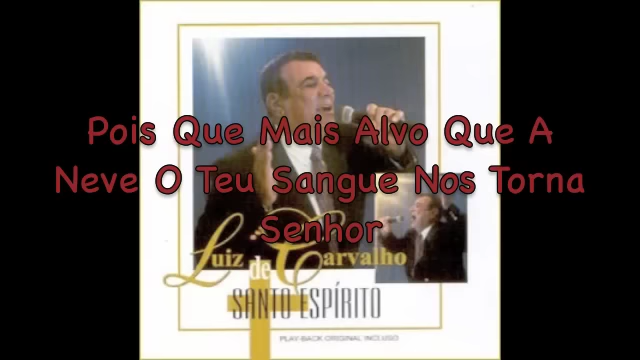 Pois Que Mais Alvo Que A
Neve O Teu Sangue Nos Torna
Senhor
Luiz de Carvalho
SANTO ESPÍRITO
PLAY-BACK ORIGINAL INCLUSO